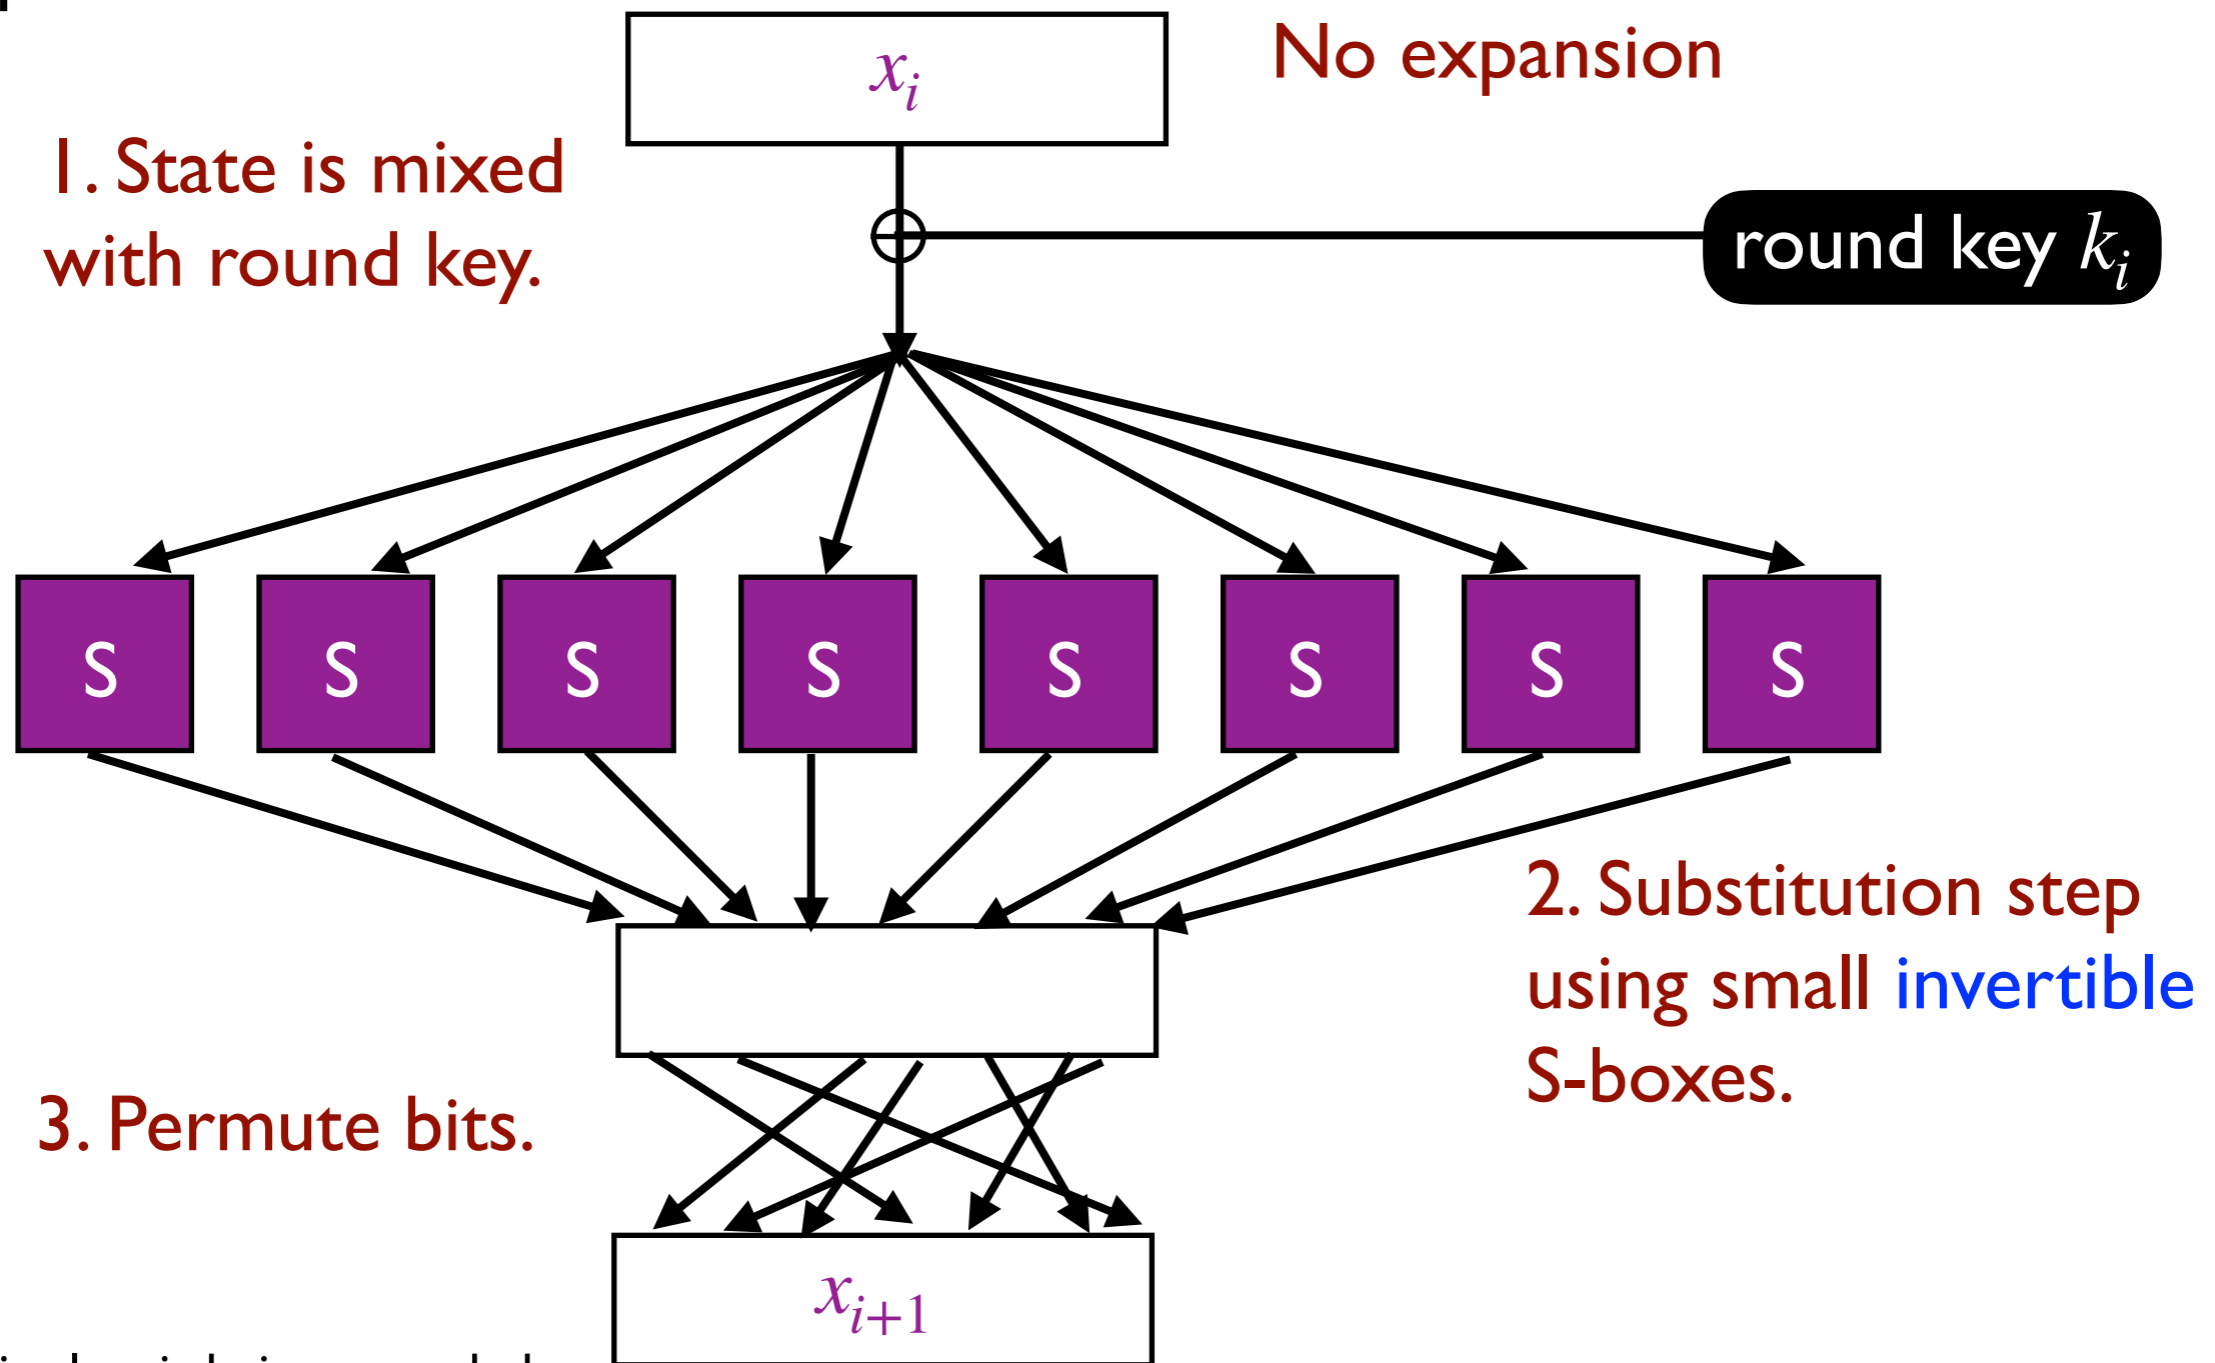 x_i
No expansion
1. State is mixed
with round key.
round key k_i
S S S S S S S S
2. Substitution step
using small invertible
S-boxes.
3. Permute bits.
x_{i+1}